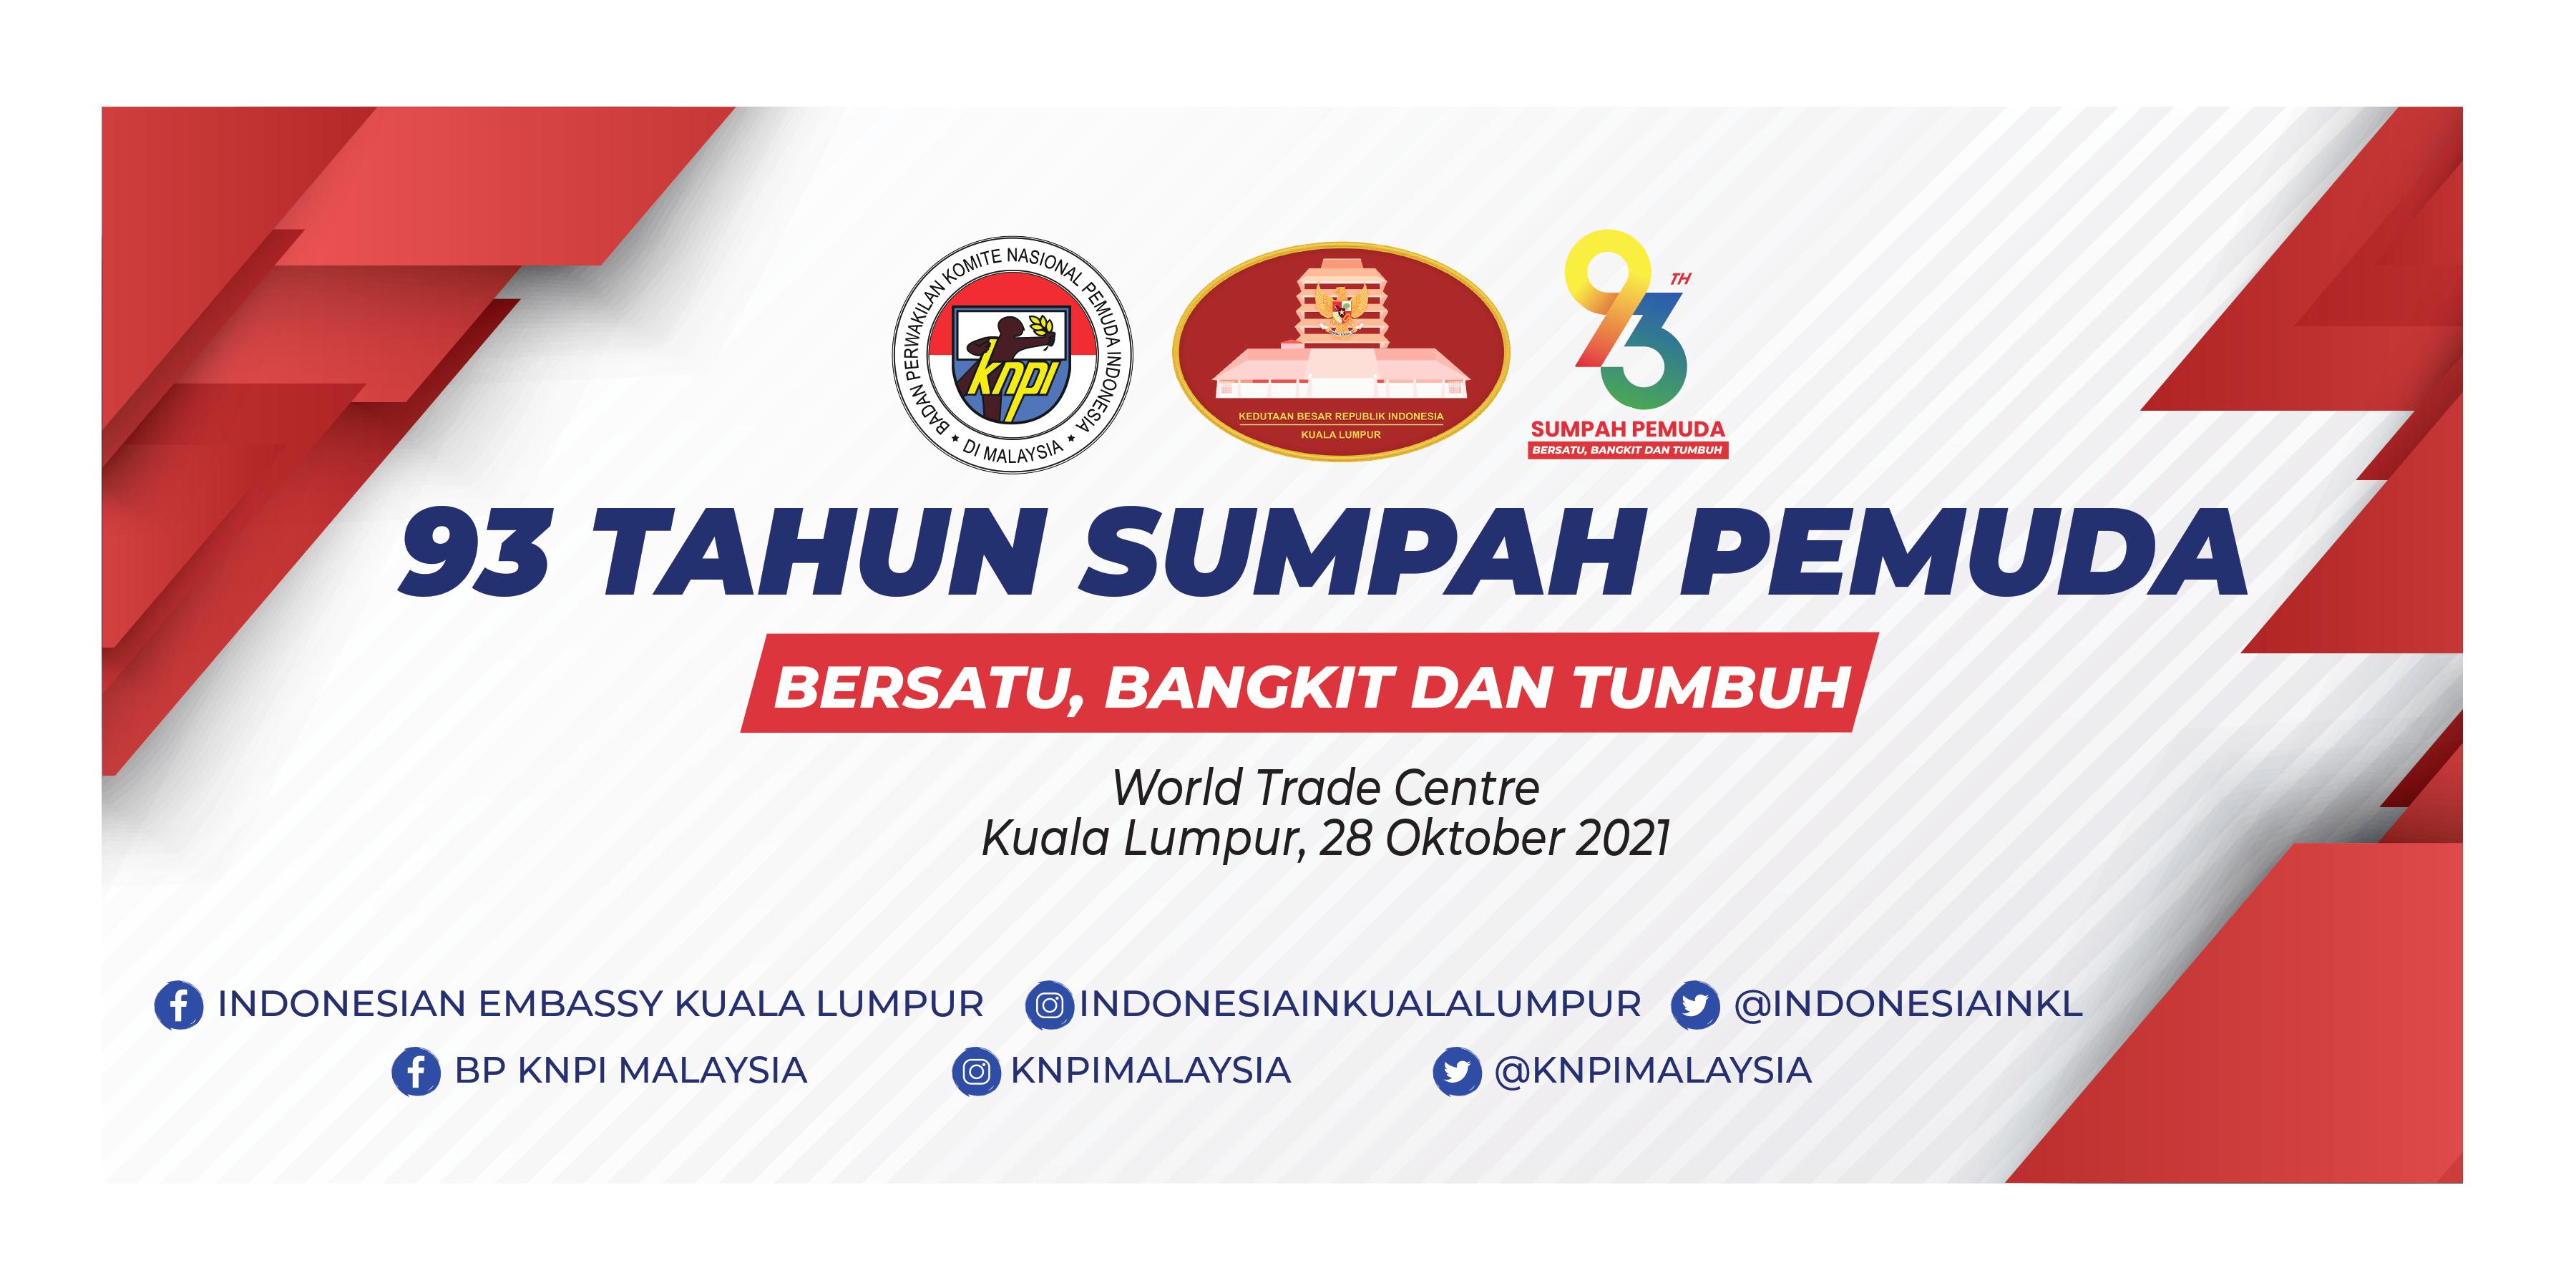 BADAN PERWAKILAN KOMITE NASIONAL PEMUDA INDONESIA
DI MALAYSIA
knpi
KEDUTAAN BESAR REPUBLIK INDONESIA
KUALA LUMPUR
93 TH
SUMPAH PEMUDA
BERSATU, BANGKIT DAN TUMBUH
93 TAHUN SUMPAH PEMUDA
BERSATU, BANGKIT DAN TUMBUH
World Trade Centre
Kuala Lumpur, 28 Oktober 2021
INDONESIAN EMBASSY KUALA LUMPUR INDONESIAINKUALALUMPUR @INDONESIAINKL
BP KNPI MALAYSIA KNPIMALAYSIA @KNPIMALAYSIA